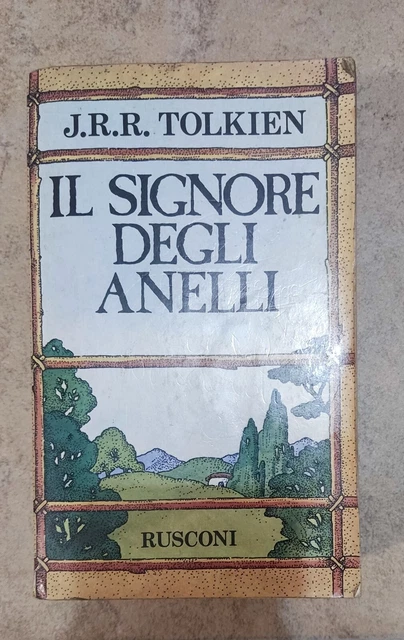 J.R.R. TOLKIEN
IL SIGNORE
DEGLI
ANELLI
RUSCONI